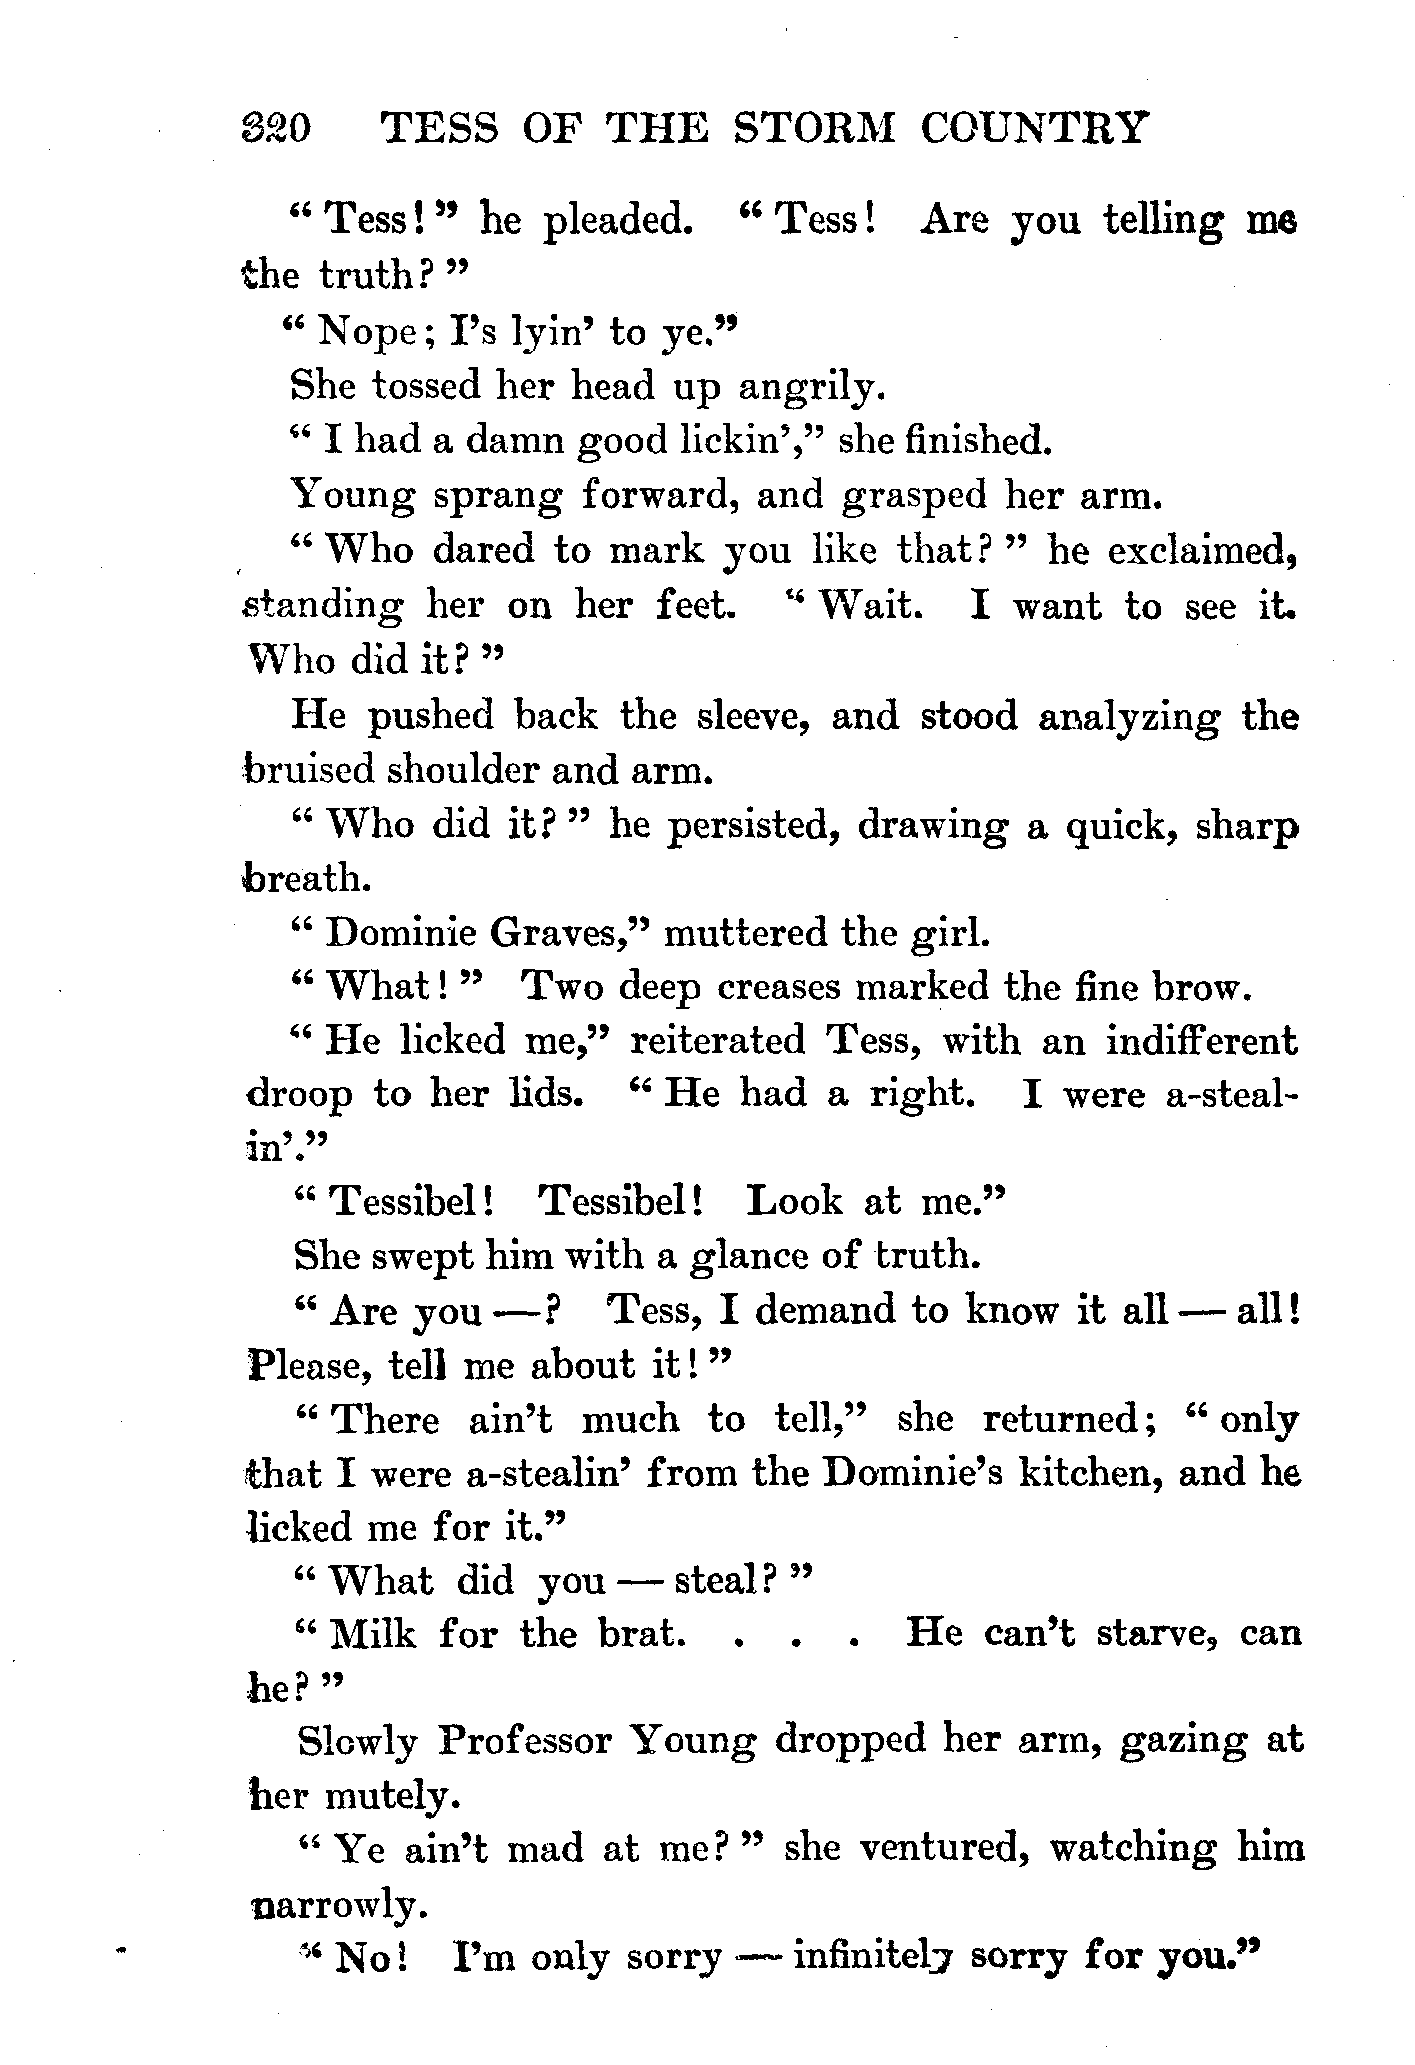 320 TESS OF THE STORM COUNTRY
“ Tess! ” he pleaded. “ Tess! Are you telling me
the truth? ”
“ Nope; I’s lyin’ to ye.”
She tossed her head up angrily.
“ I had a damn good lickin’,” she finished.
Young sprang forward, and grasped her arm.
“ Who dared to mark you like that? ” he exclaimed,
standing her on her feet. “ Wait. I want to see it.
Who did it? ”
He pushed back the sleeve, and stood analyzing the
bruised shoulder and arm.
“ Who did it? ” he persisted, drawing a quick, sharp
breath.
“ Dominie Graves,” muttered the girl.
“ What! ” Two deep creases marked the fine brow.
“ He licked me,” reiterated Tess, with an indifferent
droop to her lids. “ He had a right. I were a-steal-
in’.”
“ Tessibel! Tessibel! Look at me.”
She swept him with a glance of truth.
“ Are you —? Tess, I demand to know it all — all!
Please, tell me about it! ”
“ There ain’t much to tell,” she returned; “ only
that I were a-stealin’ from the Dominie’s kitchen, and he
licked me for it.”
“ What did you — steal? ”
“ Milk for the brat. . . . He can’t starve, can
he? ”
Slowly Professor Young dropped her arm, gazing at
her mutely.
“ Ye ain’t mad at me? ” she ventured, watching him
narrowly.
“ No! I’m only sorry — infinitely sorry for you.”